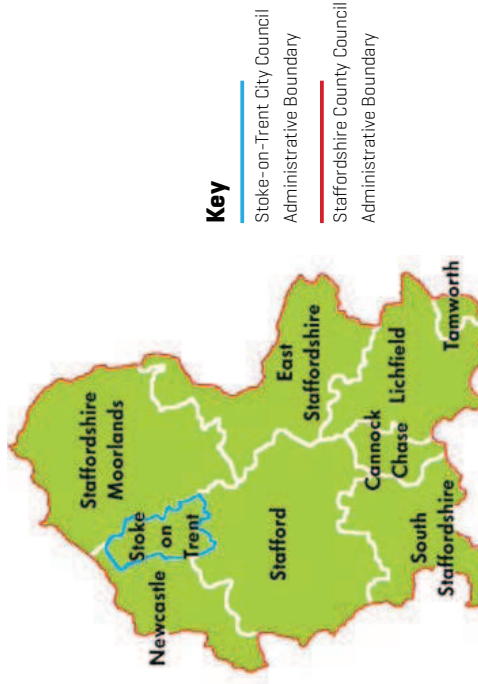 Staffordshire
Moorlands
Newcastle
Stoke
on
Trent
Stafford
East
Staffordshire
Cannock
Chase
Lichfield
Tamworth
South
Staffordshire
Key
Stoke-on-Trent City Council
Administrative Boundary
Staffordshire County Council
Administrative Boundary